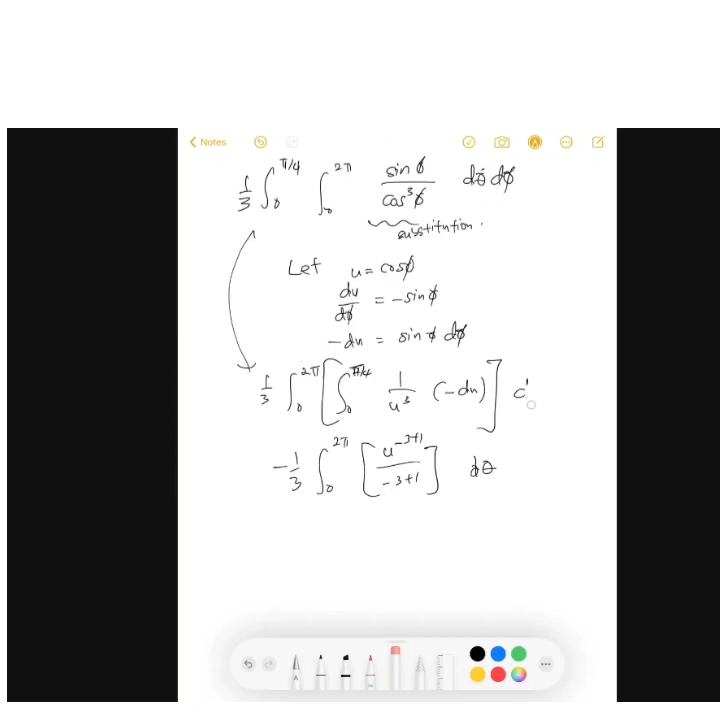 Notes
1/3 ∫₀^π/4 ∫₀^2π sinϕ/cos³ϕ dθ dϕ
substitution.
Let u = cosϕ
du/dϕ = -sinϕ
-du = sinϕ dϕ
1/3 ∫₀^2π [∫₀^π/4 1/u³ (-du)]
-1/3 ∫₀^2π [u^-3+1/-3+1] dθ